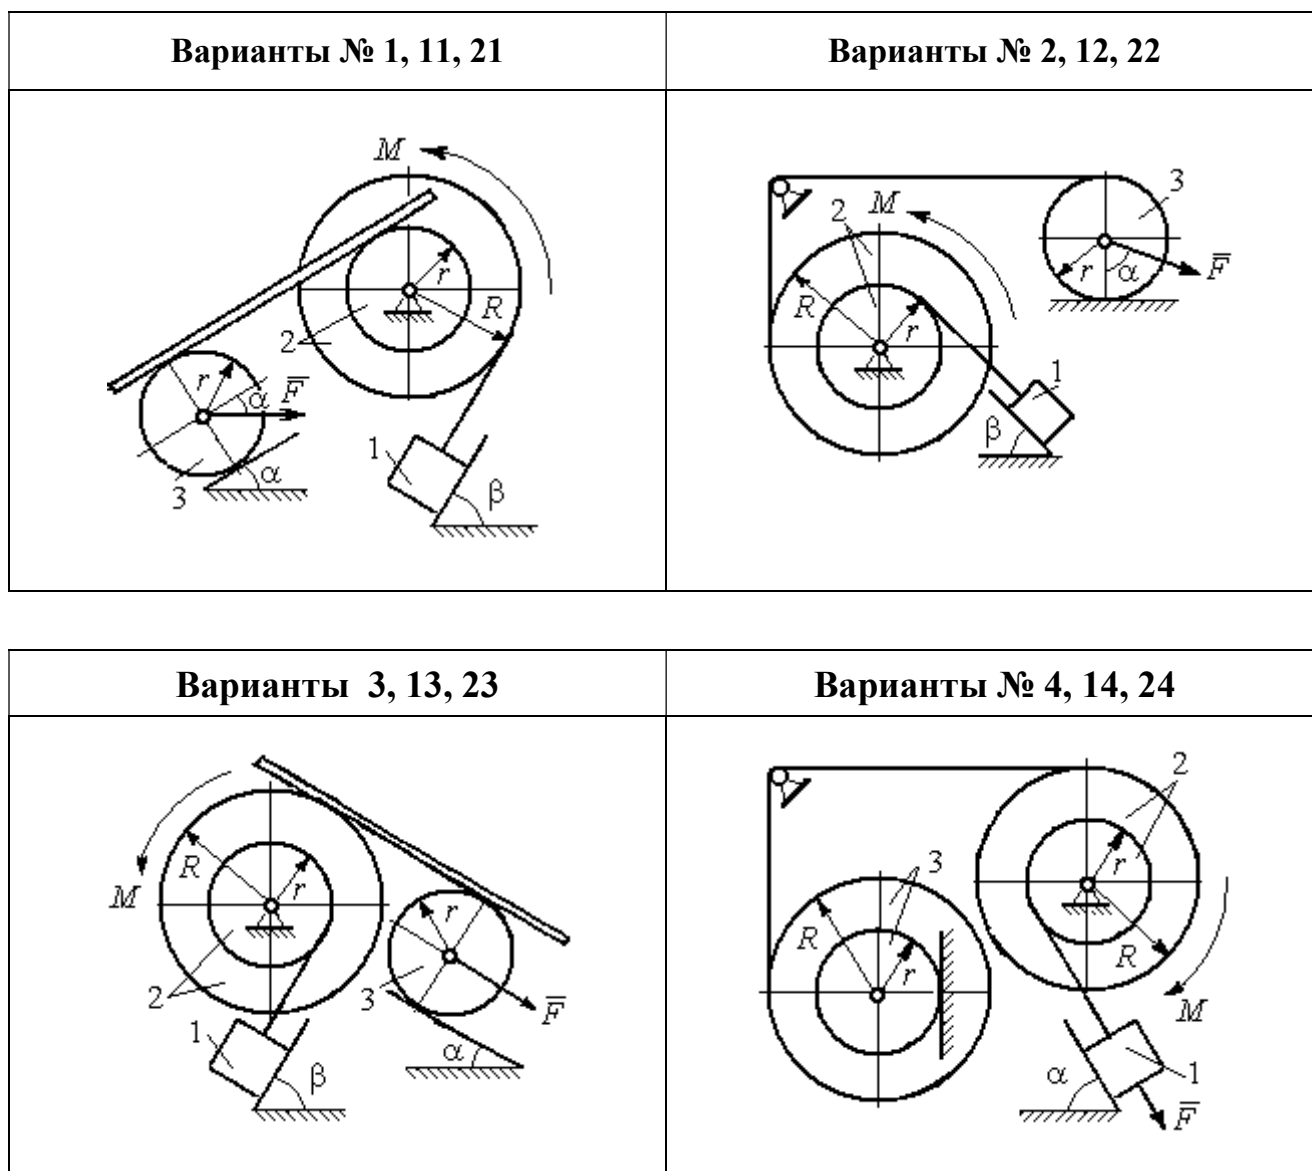 Варианты № 1, 11, 21
Варианты № 2, 12, 22
M
r
R
2
r
α
F̅
1
3
α
β
3
2
M
r
α
F̅
R
r
1
β
Варианты 3, 13, 23
Варианты № 4, 14, 24
R
r
M
r
2
3
F̅
1
α
β
2
r
3
R
r
R
M
α
1
F̅